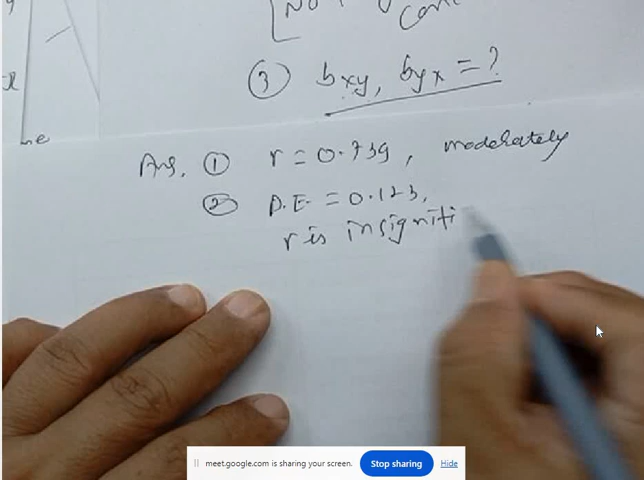 [No
③ bxy, byx = ?
Ans. ① r = 0.739, moderately
② P.E. = 0.123,
r is insignifi
meet.google.com is sharing your screen. Stop sharing Hide